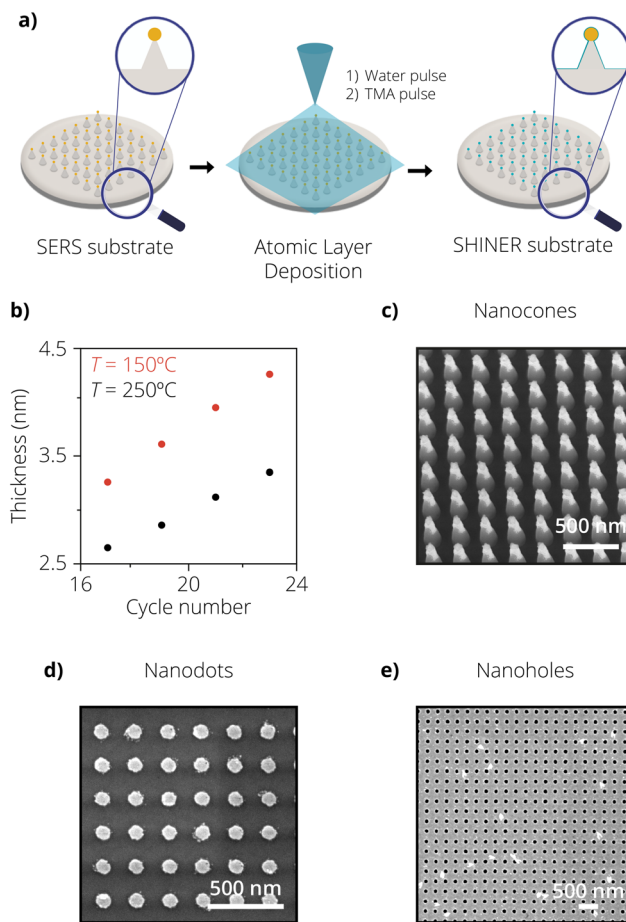 a)
1) Water pulse
2) TMA pulse
SERS substrate
Atomic Layer
Deposition
SHINER substrate
b)
4.5
T = 150ºC
T = 250ºC
3.5
2.5
16
20
24
Thickness (nm)
Cycle number
c)
Nanocones
500 nm
d)
Nanodots
500 nm
e)
Nanoholes
500 nm